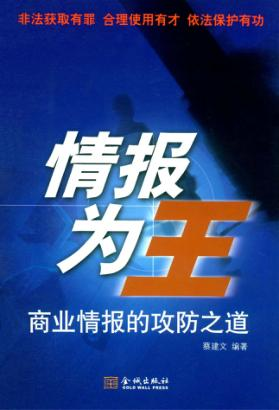 非法获取有罪 合理使用有才 依法保护有功
情报
为王
商业情报的攻防之道
蔡建文 编著
金城出版社
GOLD WALL PRESS